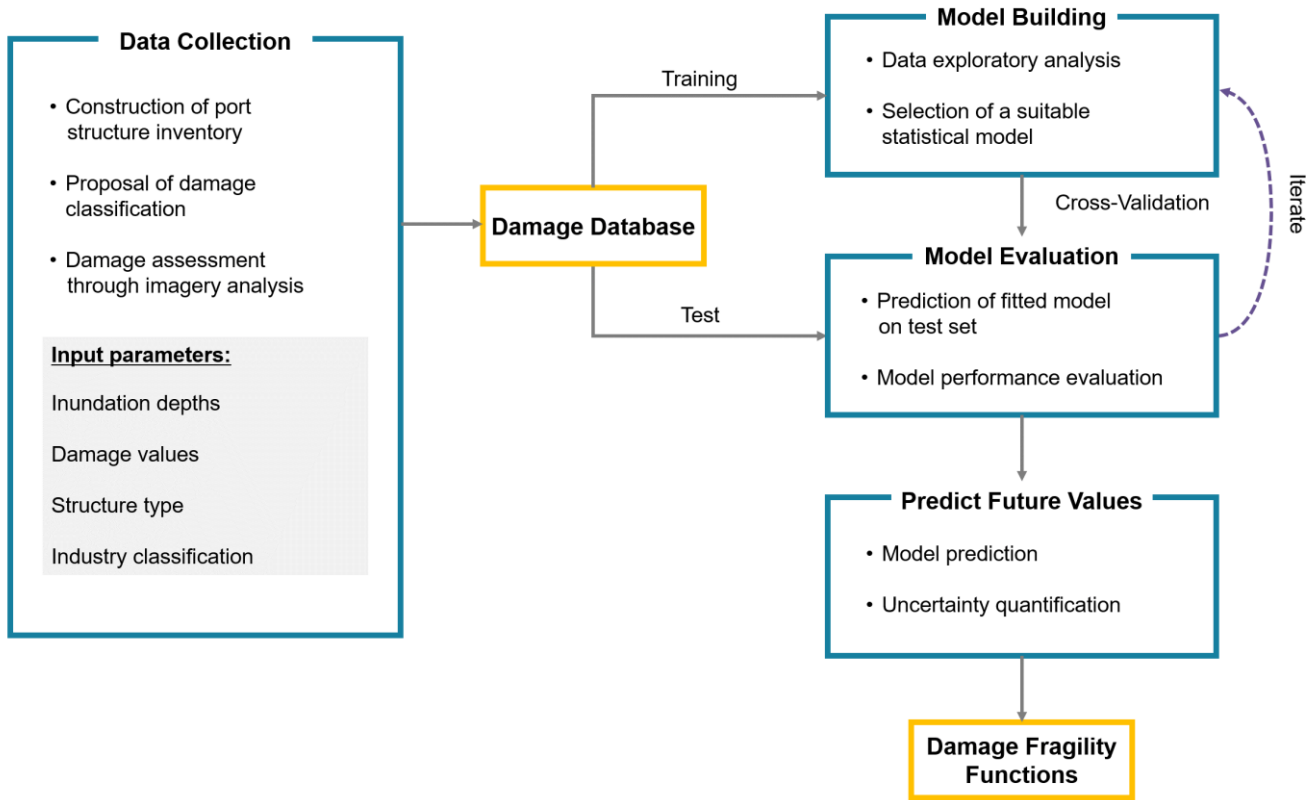 Data Collection
• Construction of port
structure inventory
• Proposal of damage
classification
• Damage assessment
through imagery analysis
Input parameters:
Inundation depths
Damage values
Structure type
Industry classification
Damage Database
Training
Test
Model Building
• Data exploratory analysis
• Selection of a suitable
statistical model
Cross-Validation
Iterate
Model Evaluation
• Prediction of fitted model
on test set
• Model performance evaluation
Predict Future Values
• Model prediction
• Uncertainty quantification
Damage Fragility
Functions